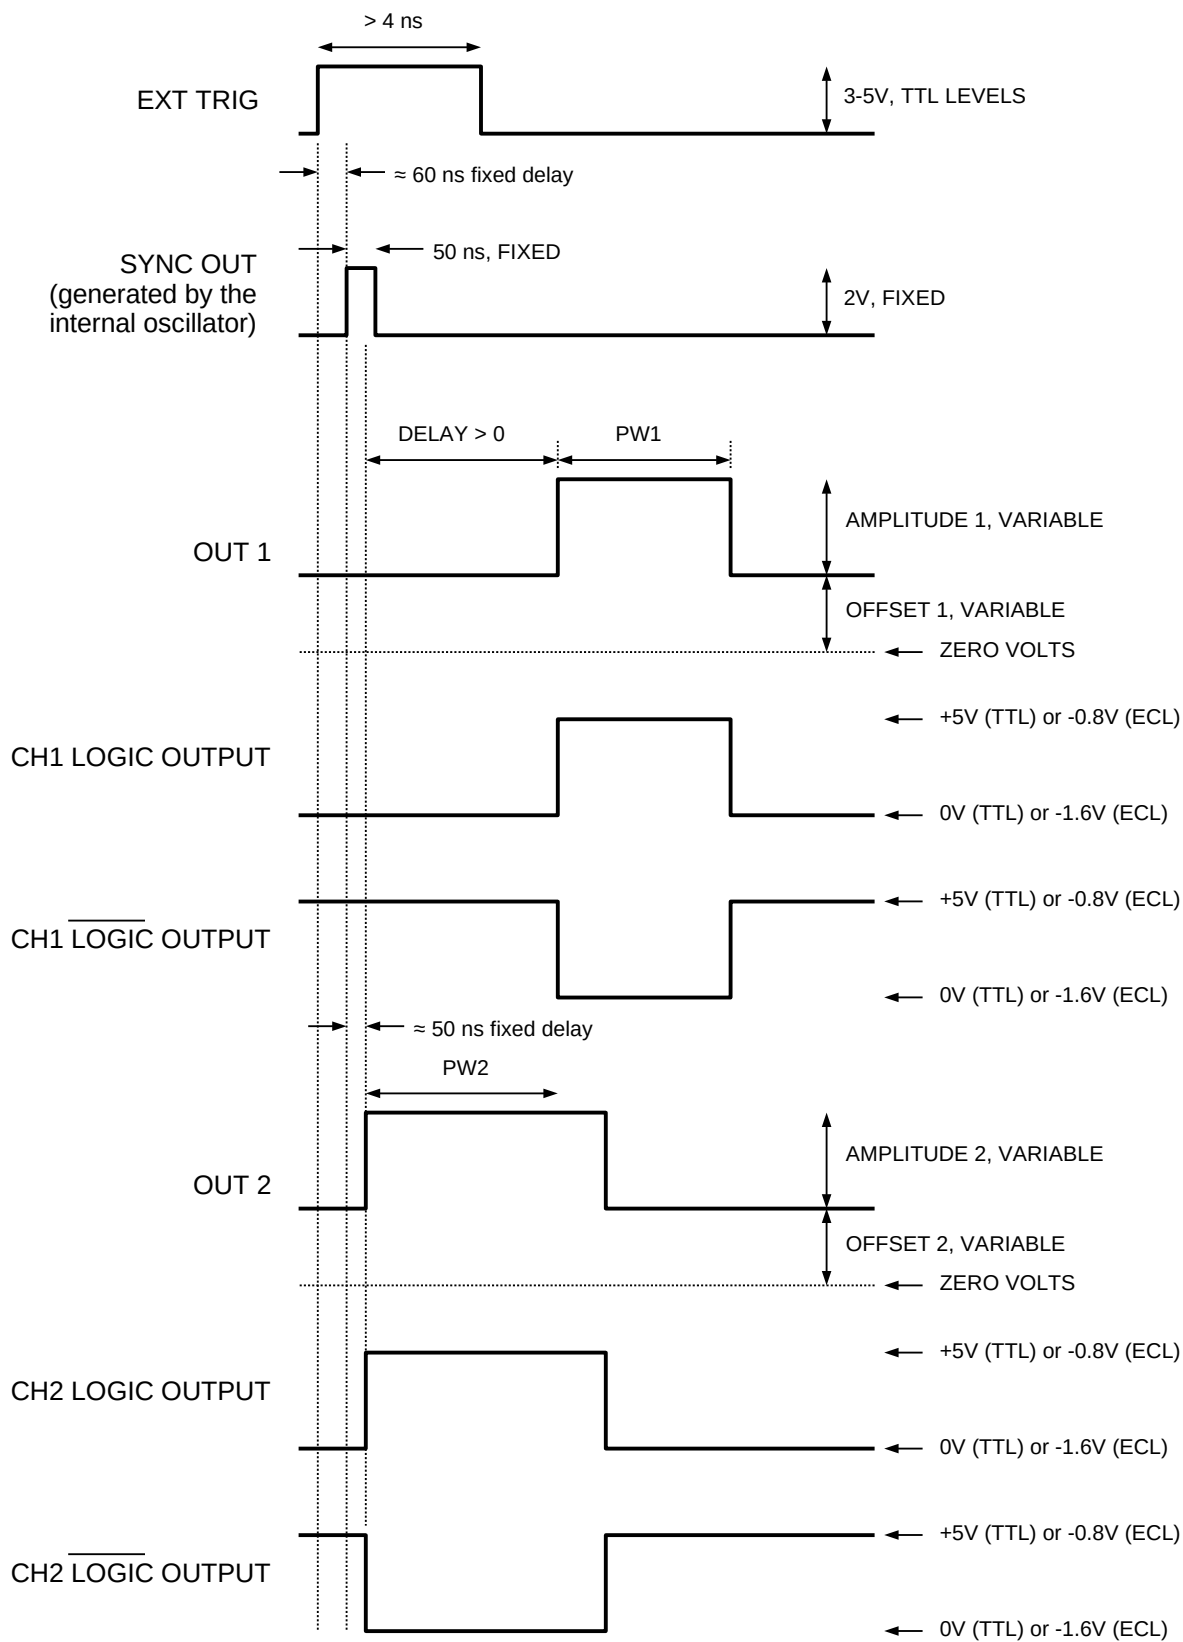 > 4 ns
EXT TRIG
3-5V, TTL LEVELS
≈ 60 ns fixed delay
50 ns, FIXED
SYNC OUT
(generated by the
internal oscillator)
2V, FIXED
DELAY > 0
PW1
AMPLITUDE 1, VARIABLE
OUT 1
OFFSET 1, VARIABLE
ZERO VOLTS
+5V (TTL) or -0.8V (ECL)
CH1 LOGIC OUTPUT
0V (TTL) or -1.6V (ECL)
+5V (TTL) or -0.8V (ECL)
CH1 LOGIC OUTPUT
0V (TTL) or -1.6V (ECL)
≈ 50 ns fixed delay
PW2
AMPLITUDE 2, VARIABLE
OUT 2
OFFSET 2, VARIABLE
ZERO VOLTS
+5V (TTL) or -0.8V (ECL)
CH2 LOGIC OUTPUT
0V (TTL) or -1.6V (ECL)
+5V (TTL) or -0.8V (ECL)
CH2 LOGIC OUTPUT
0V (TTL) or -1.6V (ECL)